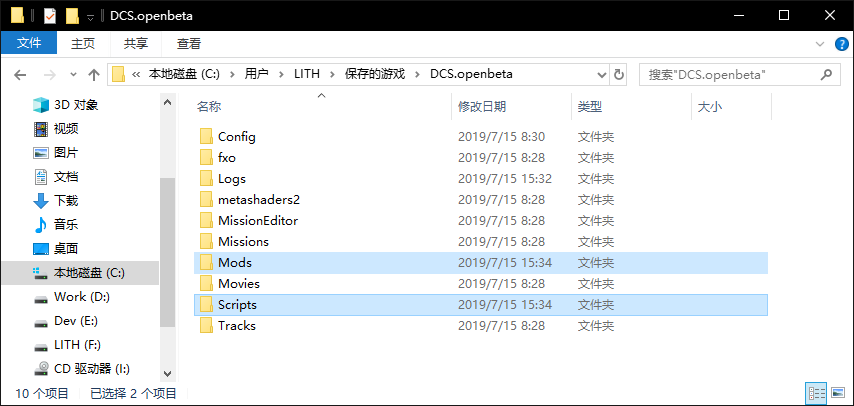 DCS.openbeta
文件 主页 共享 查看
« 本地磁盘 (C:) › 用户 › LITH › 保存的游戏 › DCS.openbeta
搜索"DCS.openbeta"
3D 对象
视频
图片
文档
下载
音乐
桌面
本地磁盘 (C:)
Work (D:)
Dev (E:)
LITH (F:)
CD 驱动器 (I:)
名称 修改日期 类型 大小
Config 2019/7/15 8:30 文件夹
fxo 2019/7/15 8:28 文件夹
Logs 2019/7/15 15:32 文件夹
metashaders2 2019/7/15 8:28 文件夹
MissionEditor 2019/7/15 8:28 文件夹
Missions 2019/7/15 8:28 文件夹
Mods 2019/7/15 15:34 文件夹
Movies 2019/7/15 8:28 文件夹
Scripts 2019/7/15 15:34 文件夹
Tracks 2019/7/15 8:28 文件夹
10 个项目 已选择 2 个项目